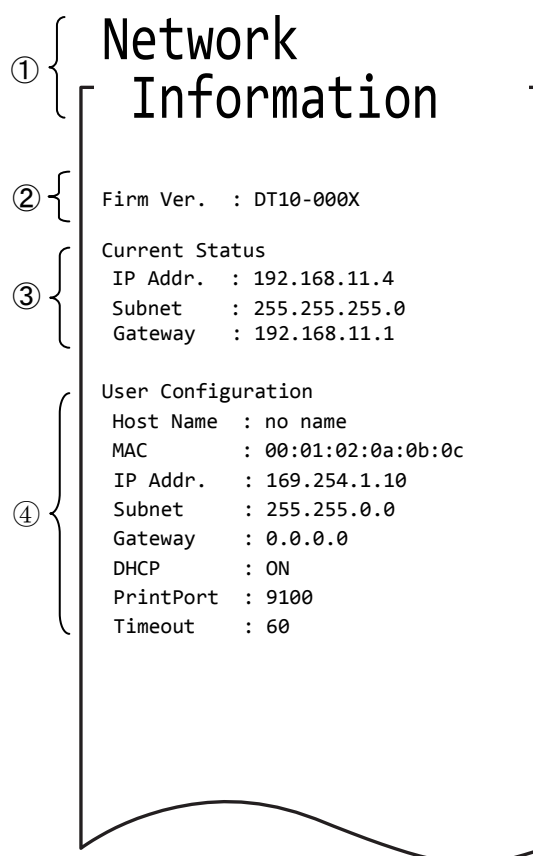 ① Network
Information
② Firm Ver. : DT10-000X
Current Status
③ IP Addr. : 192.168.11.4
Subnet : 255.255.255.0
Gateway : 192.168.11.1
User Configuration
Host Name : no name
MAC : 00:01:02:0a:0b:0c
IP Addr. : 169.254.1.10
④ Subnet : 255.255.0.0
Gateway : 0.0.0.0
DHCP : ON
PrintPort : 9100
Timeout : 60